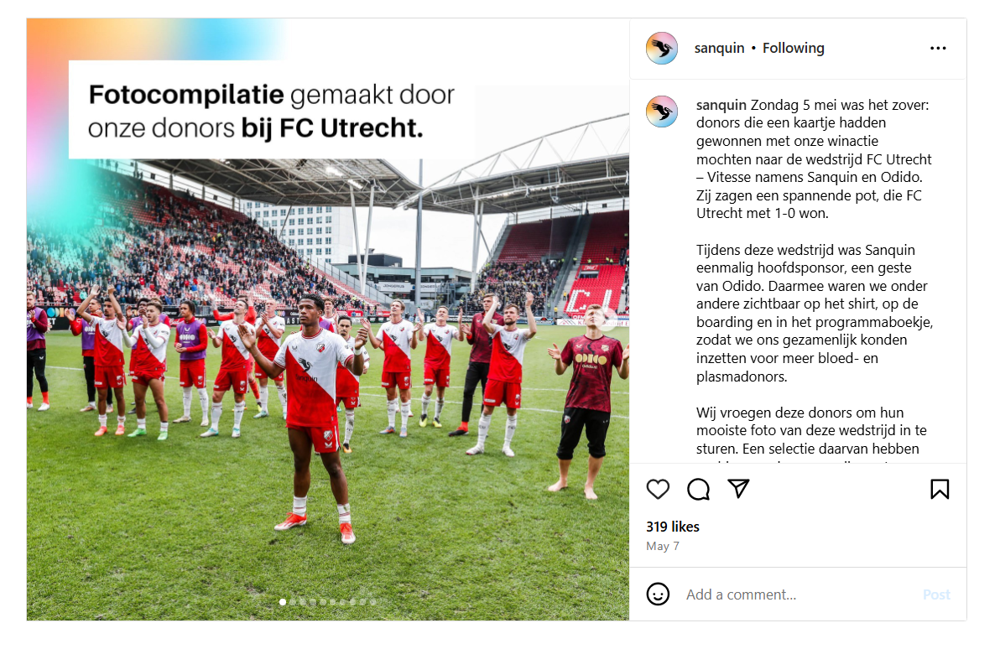 Fotocompilatie gemaakt door
onze donors bij FC Utrecht.
sanquin
CU
sanquin • Following
sanquin Zondag 5 mei was het zover:
donors die een kaartje hadden
gewonnen met onze winactie
mochten naar de wedstrijd FC Utrecht
– Vitesse namens Sanquin en Odido.
Zij zagen een spannende pot, die FC
Utrecht met 1-0 won.
Tijdens deze wedstrijd was Sanquin
eenmalig hoofdsponsor, een geste
van Odido. Daarmee waren we onder
andere zichtbaar op het shirt, op de
boarding en in het programmaboekje,
zodat we ons gezamenlijk konden
inzetten voor meer bloed- en
plasmadonors.
Wij vroegen deze donors om hun
mooiste foto van deze wedstrijd in te
sturen. Een selectie daarvan hebben
319 likes
May 7
Add a comment...
Post